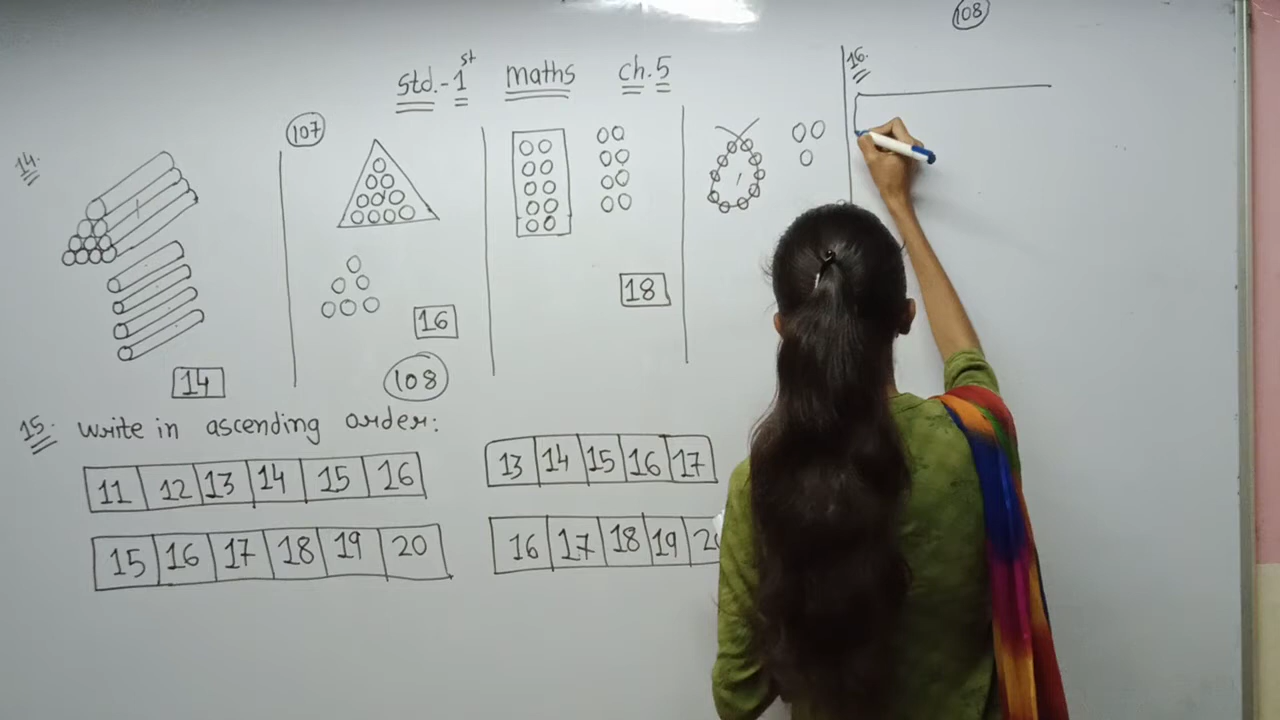 108
Std.-1st maths ch.5
16.
107
14.
18
16
14
108
15. write in ascending order:
11 12 13 14 15 16
13 14 15 16 17
15 16 17 18 19 20
16 17 18 19